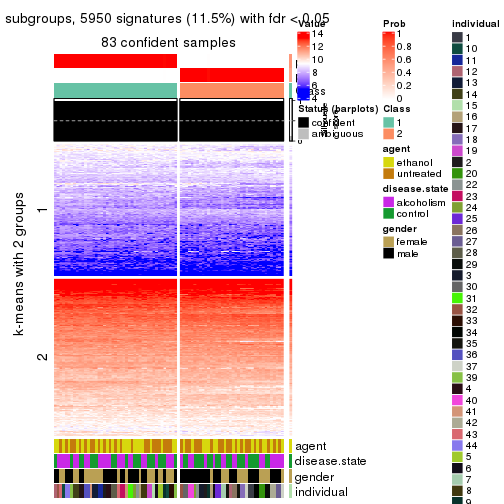 subgroups, 5950 signatures (11.5%) with fdr < 0.05
83 confident samples
k-means with 2 groups
1
2
agent
disease.state
gender
individual
Value
14
12
10
8
6
4
Class
Status (barplots)
confident
ambiguous
Prob
1
0.8
0.6
0.4
0.2
0
Class
1
2
agent
ethanol
untreated
disease.state
alcoholism
control
gender
female
male
individual
1
10
11
12
13
14
15
16
17
18
19
2
20
22
23
24
25
26
27
28
29
3
30
31
32
33
34
35
36
37
39
4
40
41
42
43
44
5
6
7
8
9